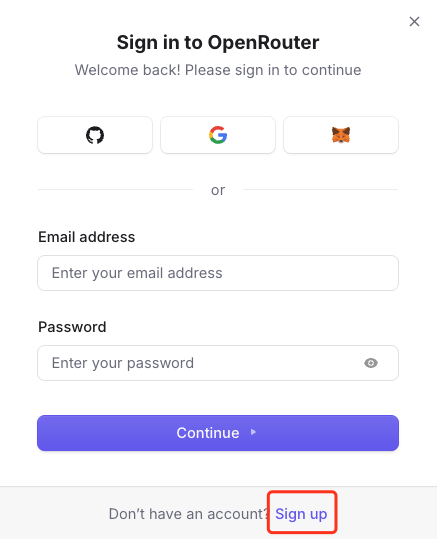 Sign in to OpenRouter
Welcome back! Please sign in to continue
or
Email address
Enter your email address
Password
Enter your password
Continue
Don’t have an account? Sign up